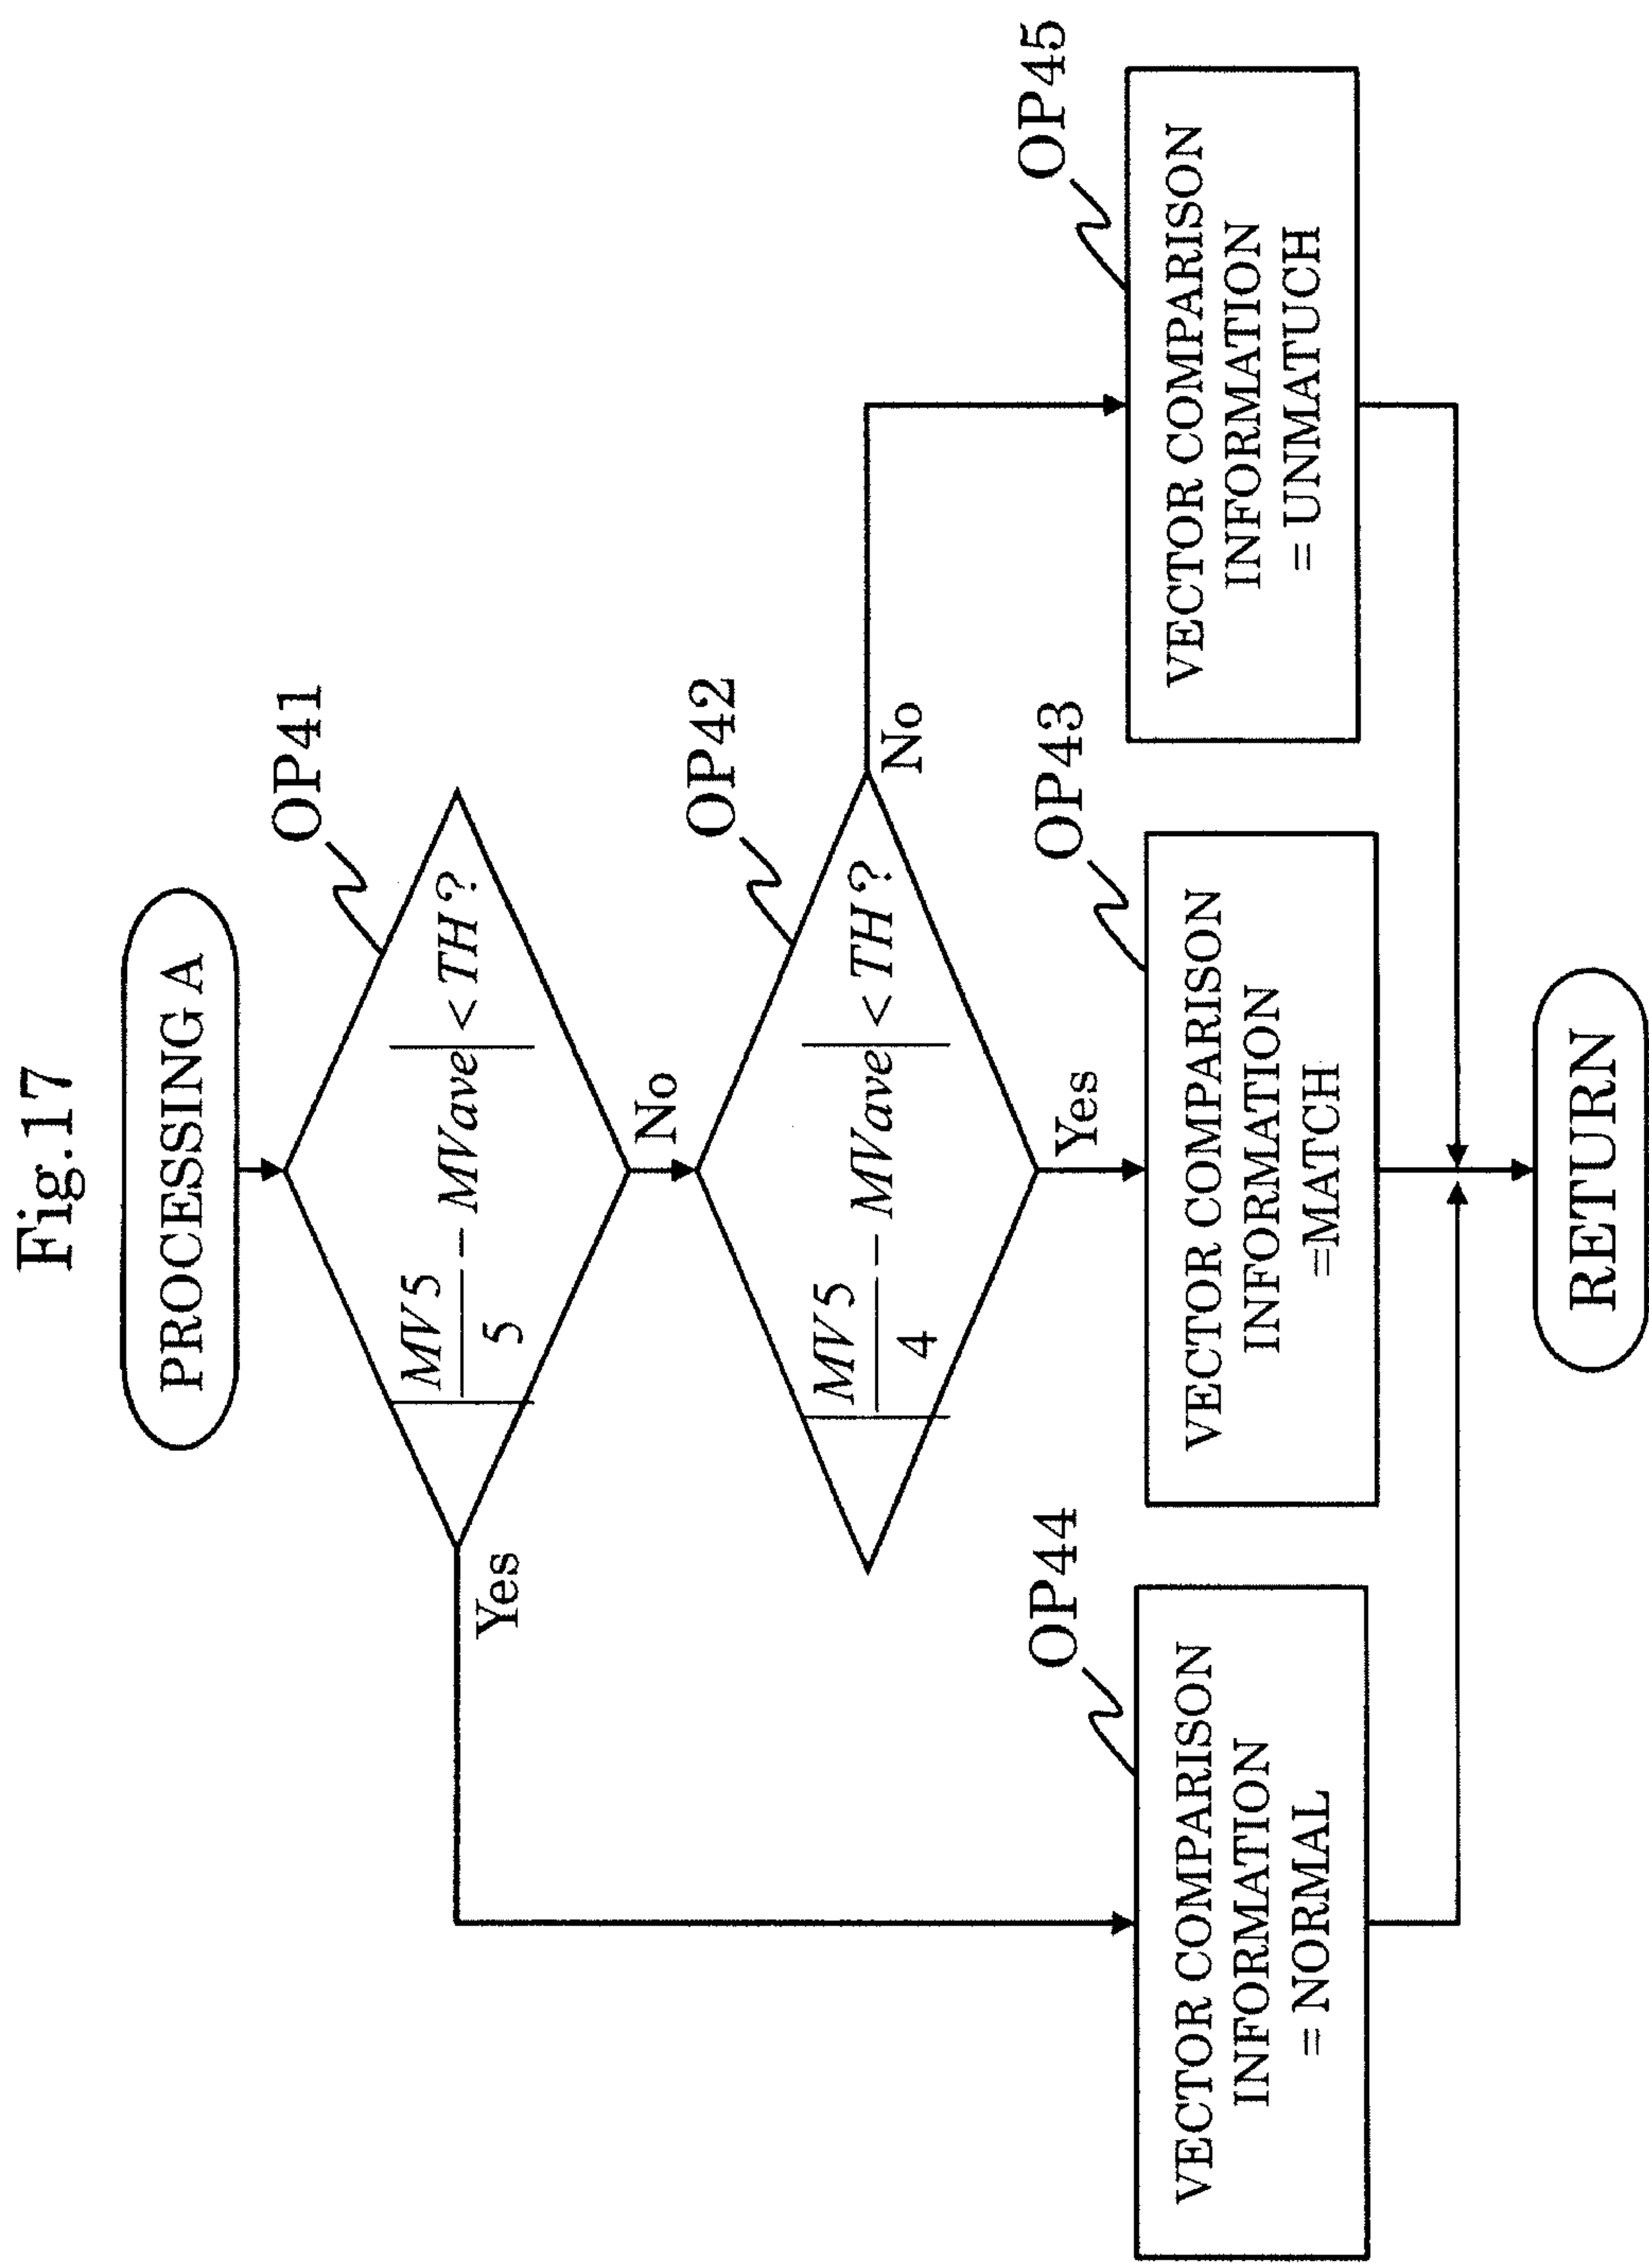 Fig.17
PROCESSING A
OP41
|MV5/5 − MVave| < TH?
Yes
No
OP42
|MV5/4 − MVave| < TH?
No
Yes
OP44
VECTOR COMPARISON
INFORMATION
= NORMAL
OP43
VECTOR COMPARISON
INFORMATION
=MATCH
OP45
VECTOR COMPARISON
INFORMATION
= UNMATUCH
RETURN